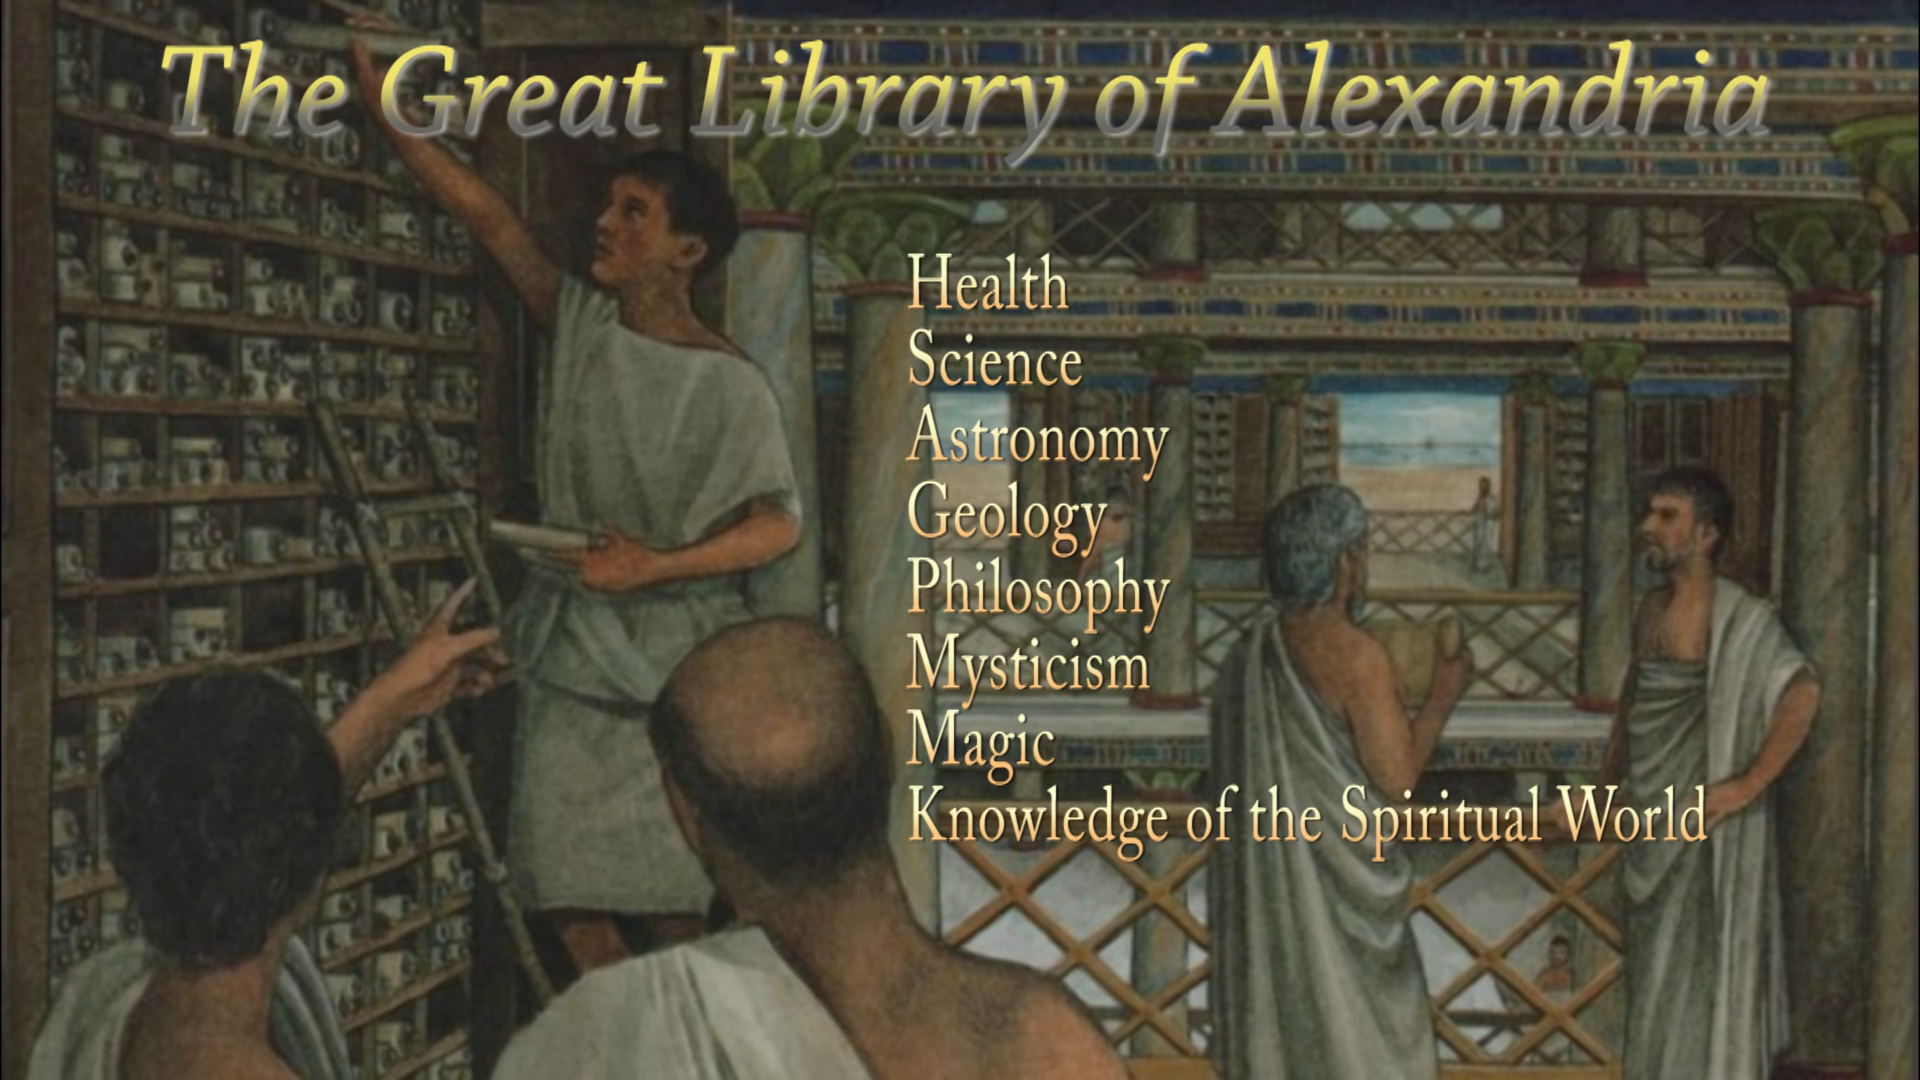 The Great Library of Alexandria
Health
Science
Astronomy
Geology
Philosophy
Mysticism
Magic
Knowledge of the Spiritual World